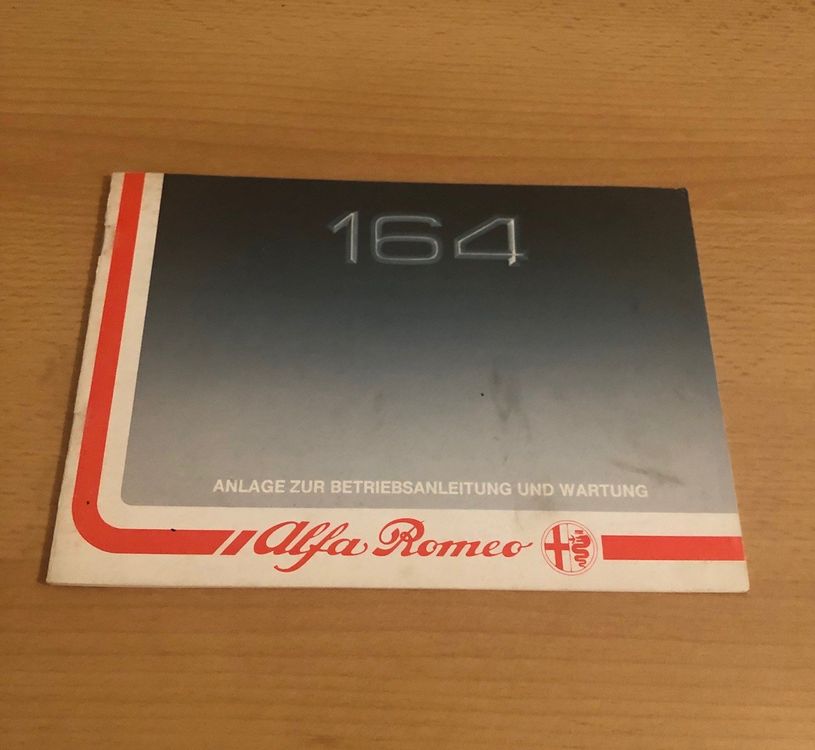 164
ANLAGE ZUR BETRIEBSANLEITUNG UND WARTUNG
Alfa Romeo